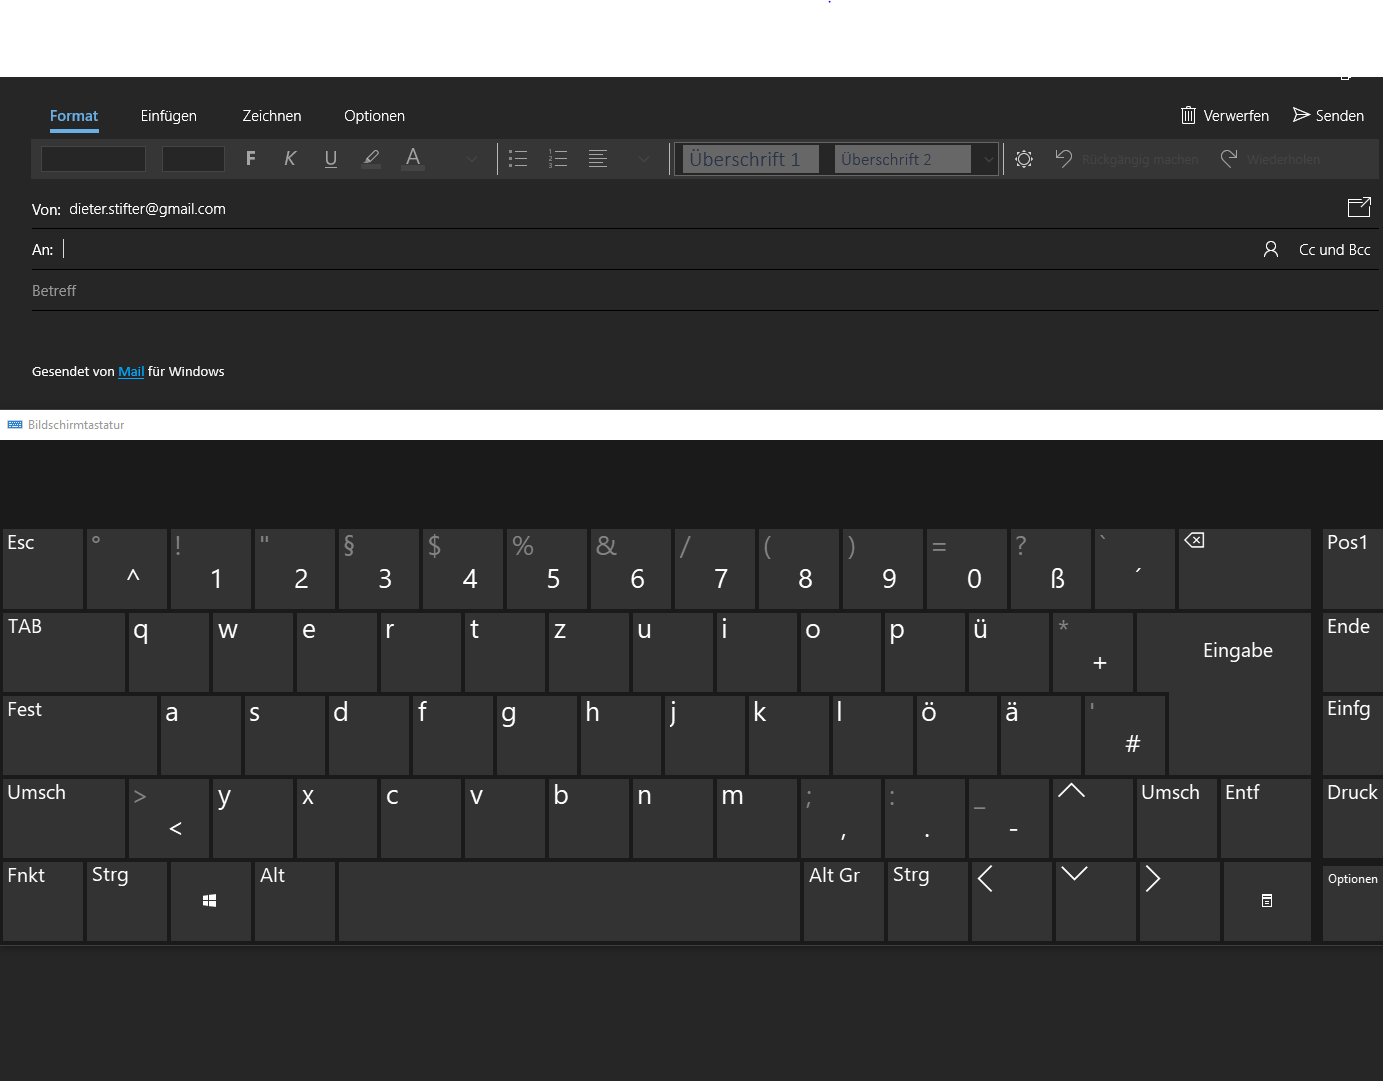 Format Einfügen Zeichnen Optionen Verwerfen Senden
F K U A Überschrift 1 Überschrift 2 Rückgängig machen Wiederholen
Von: dieter.stifter@gmail.com
An: Cc und Bcc
Betreff
Gesendet von Mail für Windows
Bildschirmtastatur
Esc ° ^ ! 1 " 2 § 3 $ 4 % 5 & 6 / 7 ( 8 ) 9 = 0 ? ß ` ´ Pos1
TAB q w e r t z u i o p ü * + Eingabe Ende
Fest a s d f g h j k l ö ä ' # Einfg
Umsch > < y x c v b n m ; , : . _ - Umsch Entf Druck
Fnkt Strg Alt Alt Gr Strg Optionen